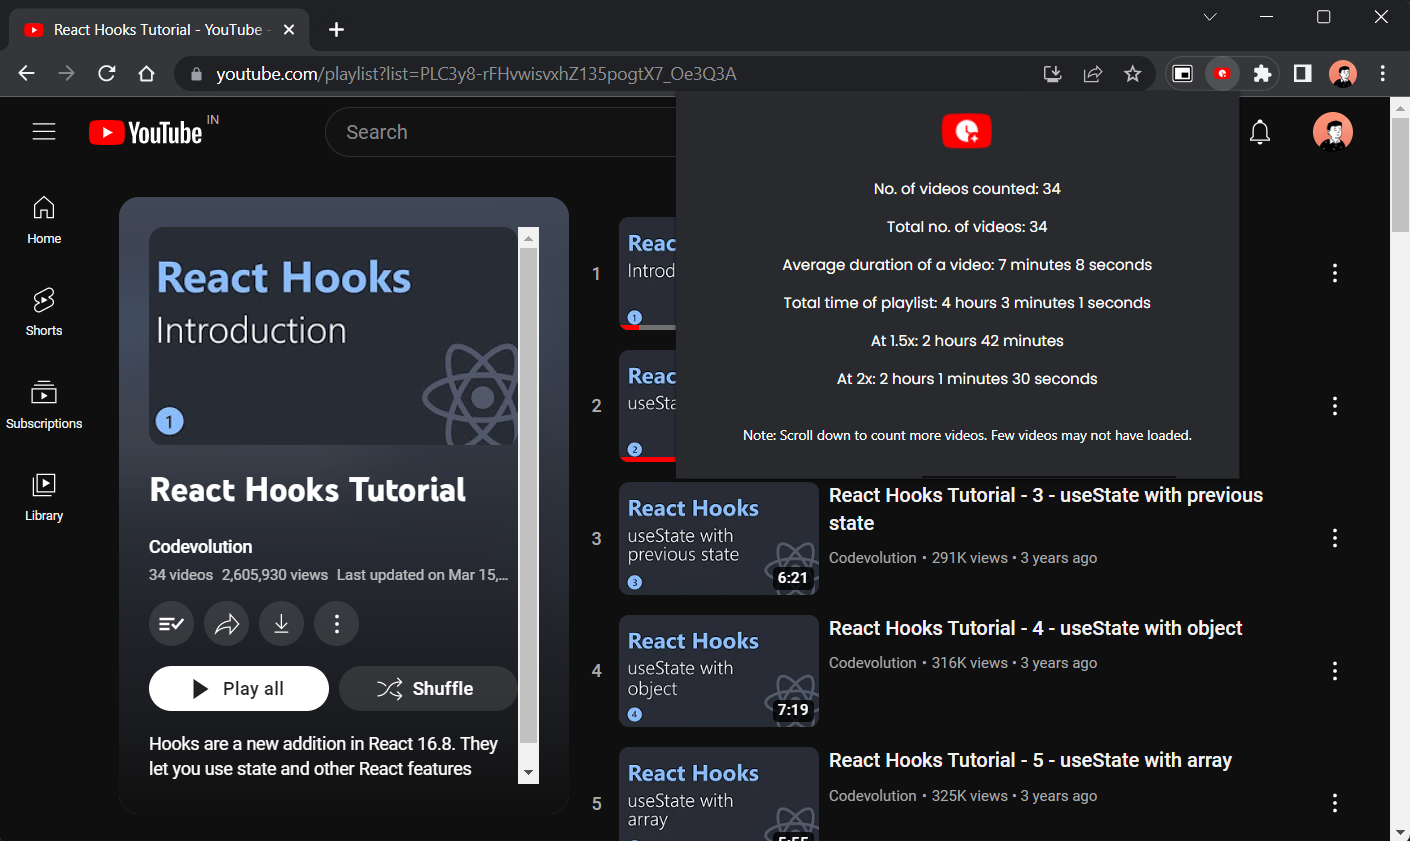 React Hooks Tutorial - YouTube -
youtube.com/playlist?list=PLC3y8-rFHvwisvxhZ135pogtX7_Oe3Q3A
YouTube IN
Search
Home
Shorts
Subscriptions
Library
React Hooks
Introduction
1
React Hooks Tutorial
Codevolution
34 videos 2,605,930 views Last updated on Mar 15,...
Play all
Shuffle
Hooks are a new addition in React 16.8. They
let you use state and other React features
No. of videos counted: 34
Total no. of videos: 34
Average duration of a video: 7 minutes 8 seconds
Total time of playlist: 4 hours 3 minutes 1 seconds
At 1.5x: 2 hours 42 minutes
At 2x: 2 hours 1 minutes 30 seconds
Note: Scroll down to count more videos. Few videos may not have loaded.
1
Reac
Introd
1
2
Reac
useSta
2
3
React Hooks
useState with
previous state
3
6:21
React Hooks Tutorial - 3 - useState with previous
state
Codevolution • 291K views • 3 years ago
4
React Hooks
useState with
object
4
7:19
React Hooks Tutorial - 4 - useState with object
Codevolution • 316K views • 3 years ago
5
React Hooks
useState with
array
5:55
React Hooks Tutorial - 5 - useState with array
Codevolution • 325K views • 3 years ago